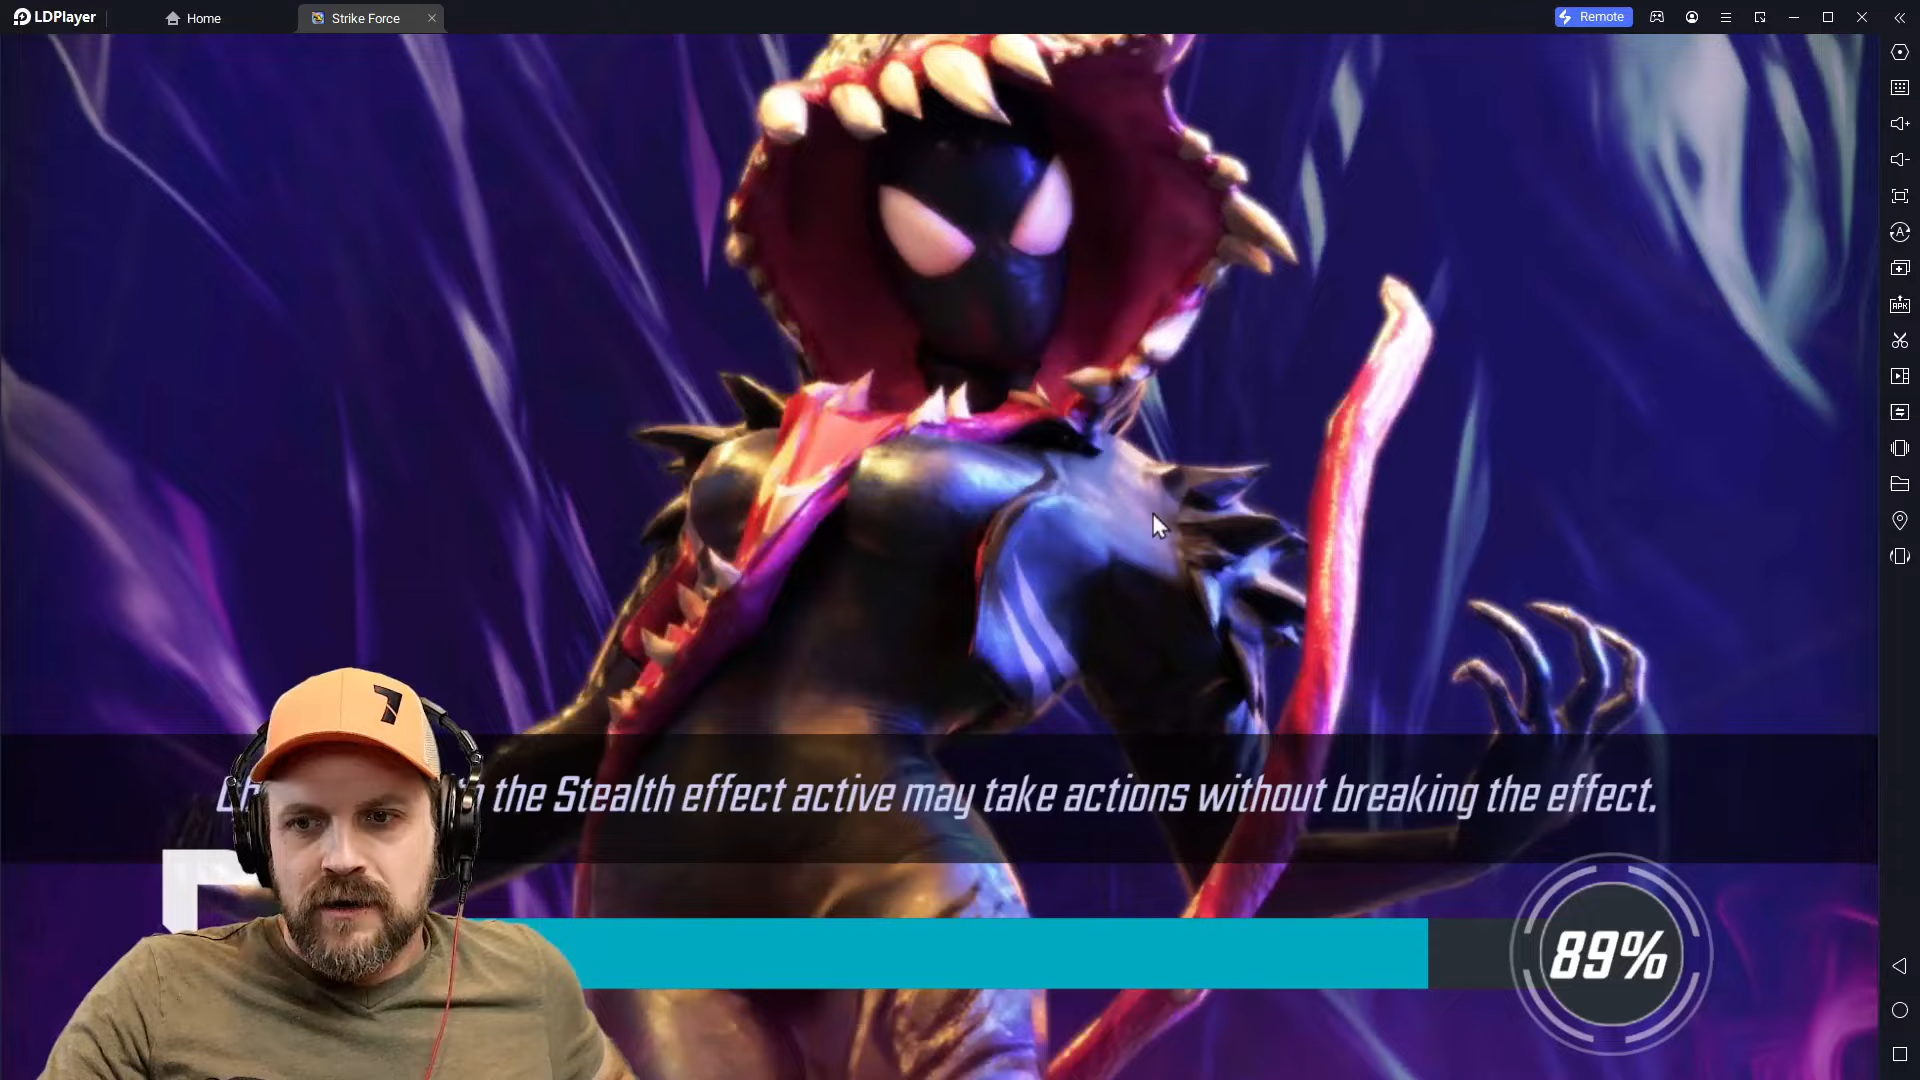 LDPlayer
Home
Strike Force
Remote
the Stealth effect active may take actions without breaking the effect.
89%